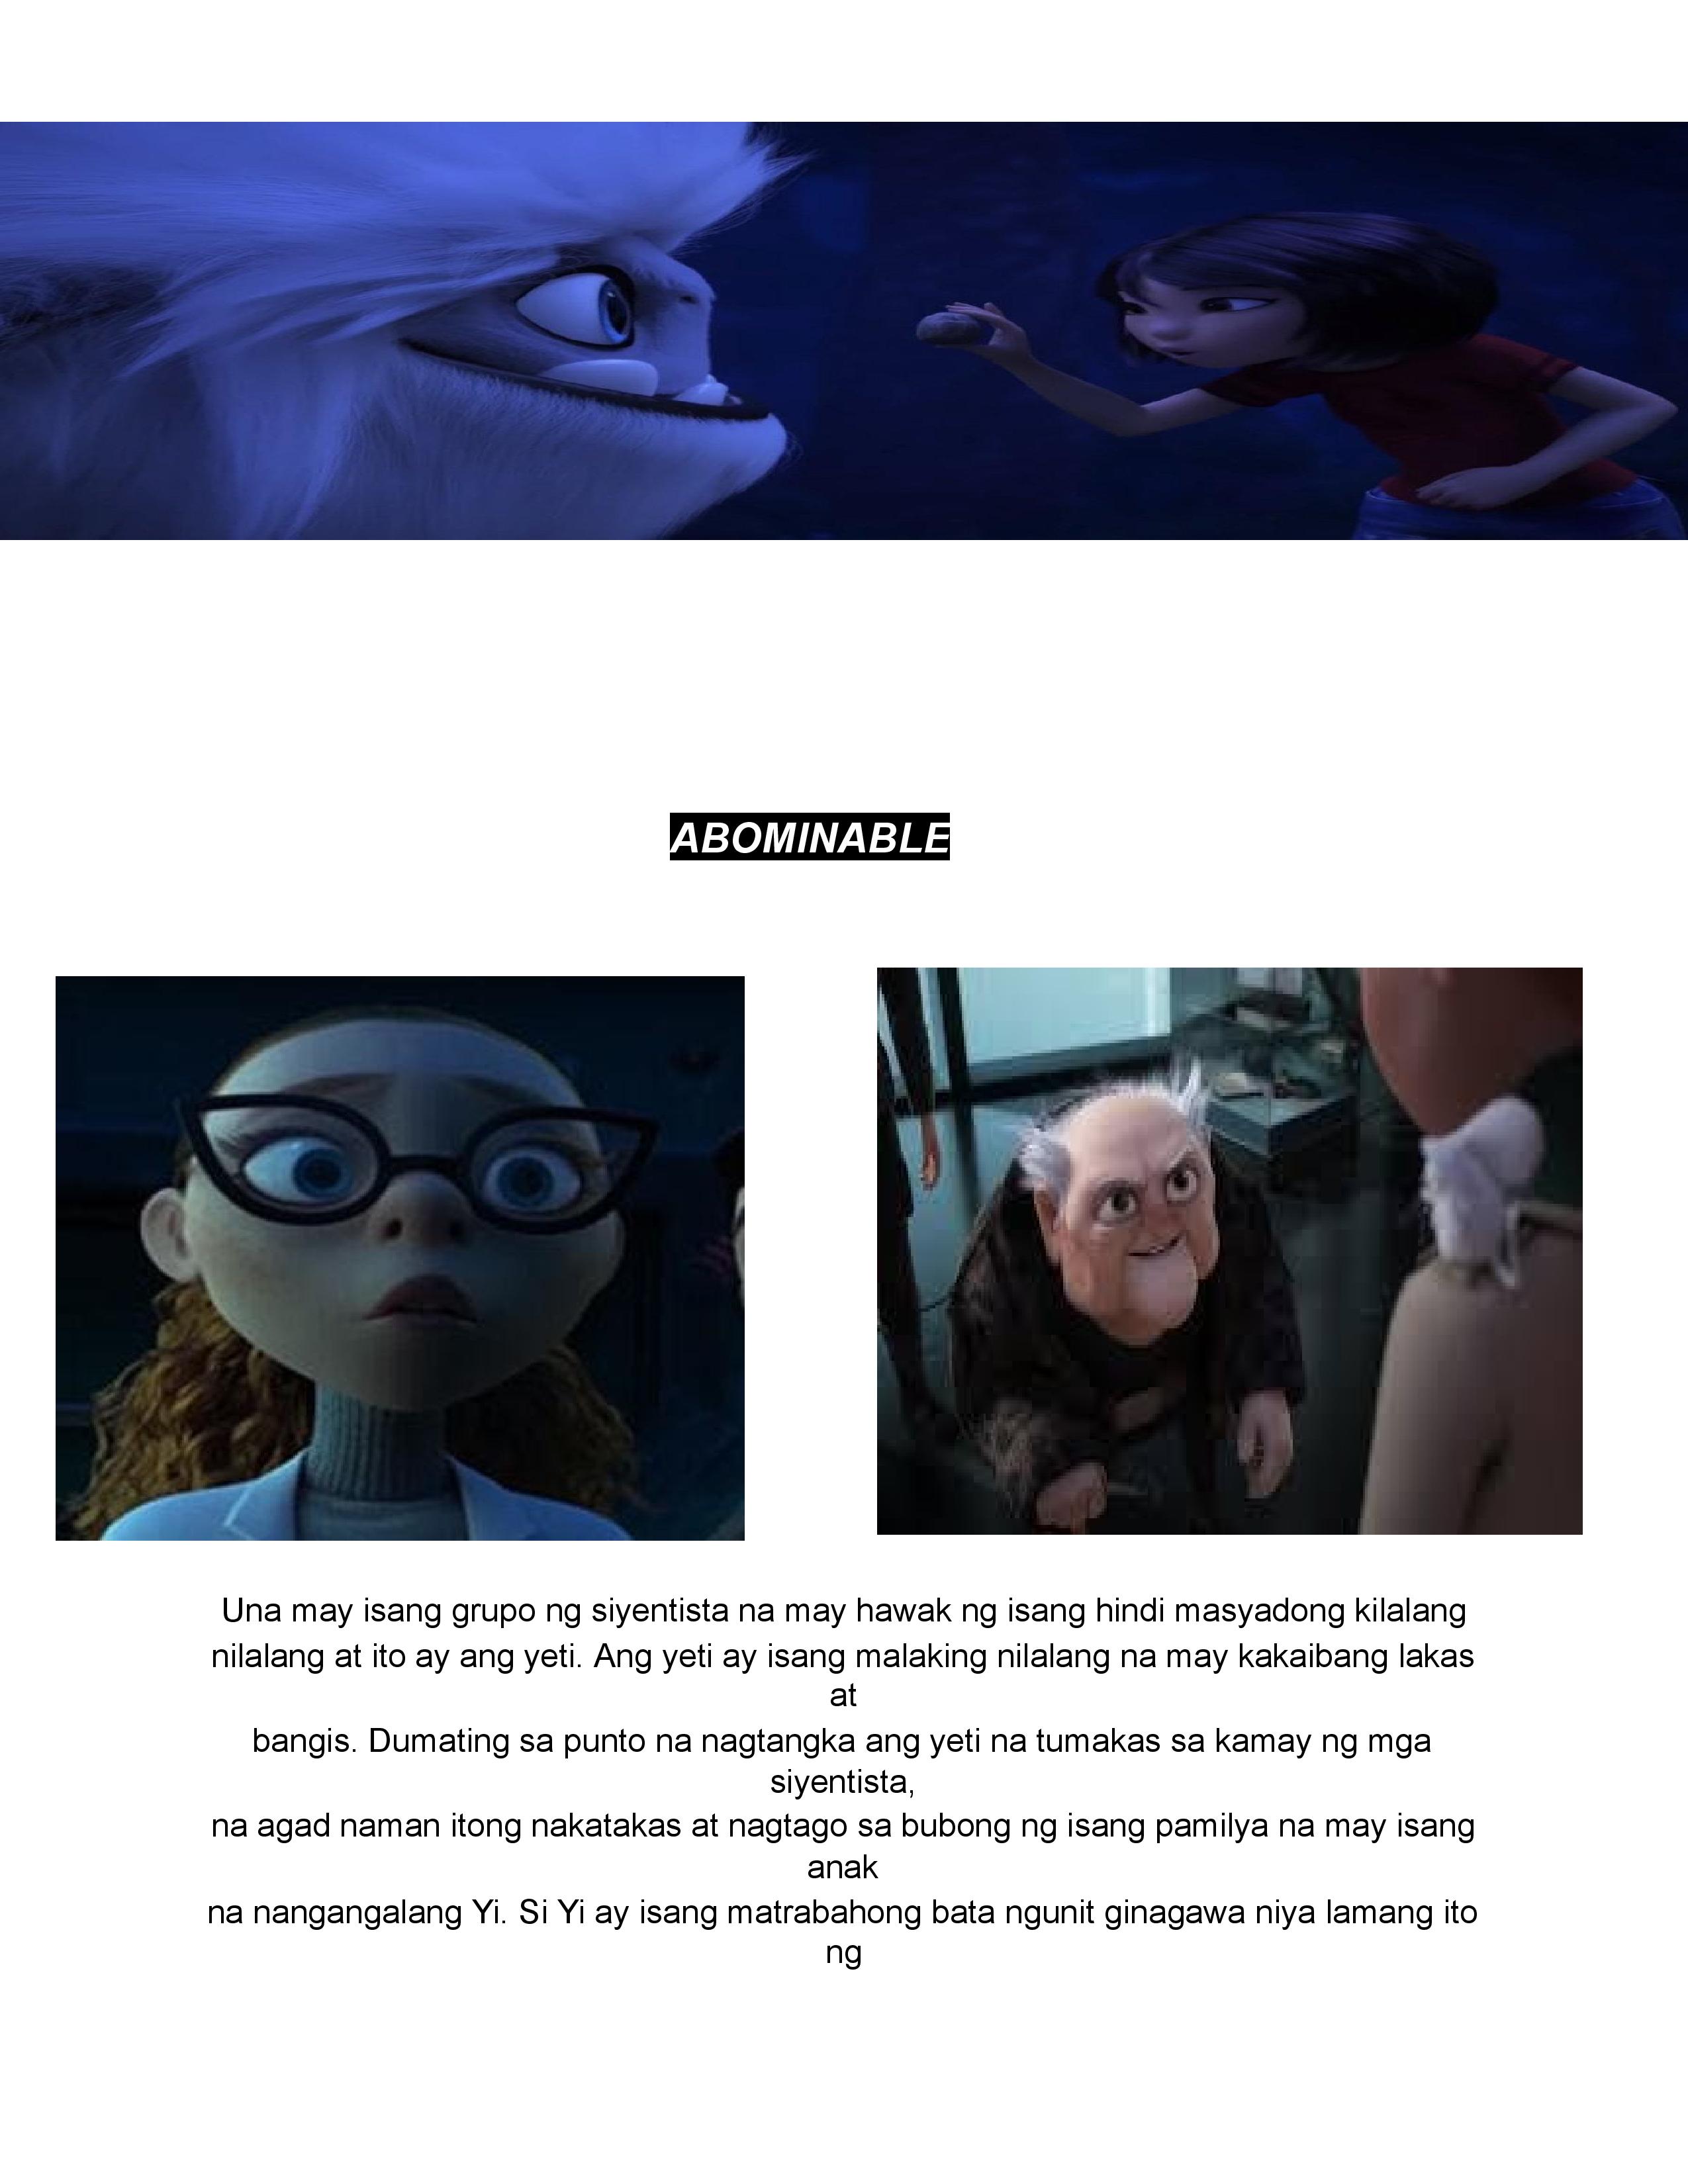 ABOMINABLE
Una may isang grupo ng siyentista na may hawak ng isang hindi masyadong kilalang
nilalang at ito ay ang yeti. Ang yeti ay isang malaking nilalang na may kakaibang lakas
at
bangis. Dumating sa punto na nagtangka ang yeti na tumakas sa kamay ng mga
siyentista,
na agad naman itong nakatakas at nagtago sa bubong ng isang pamilya na may isang
anak
na nangangalang Yi. Si Yi ay isang matrabahong bata ngunit ginagawa niya lamang ito
ng